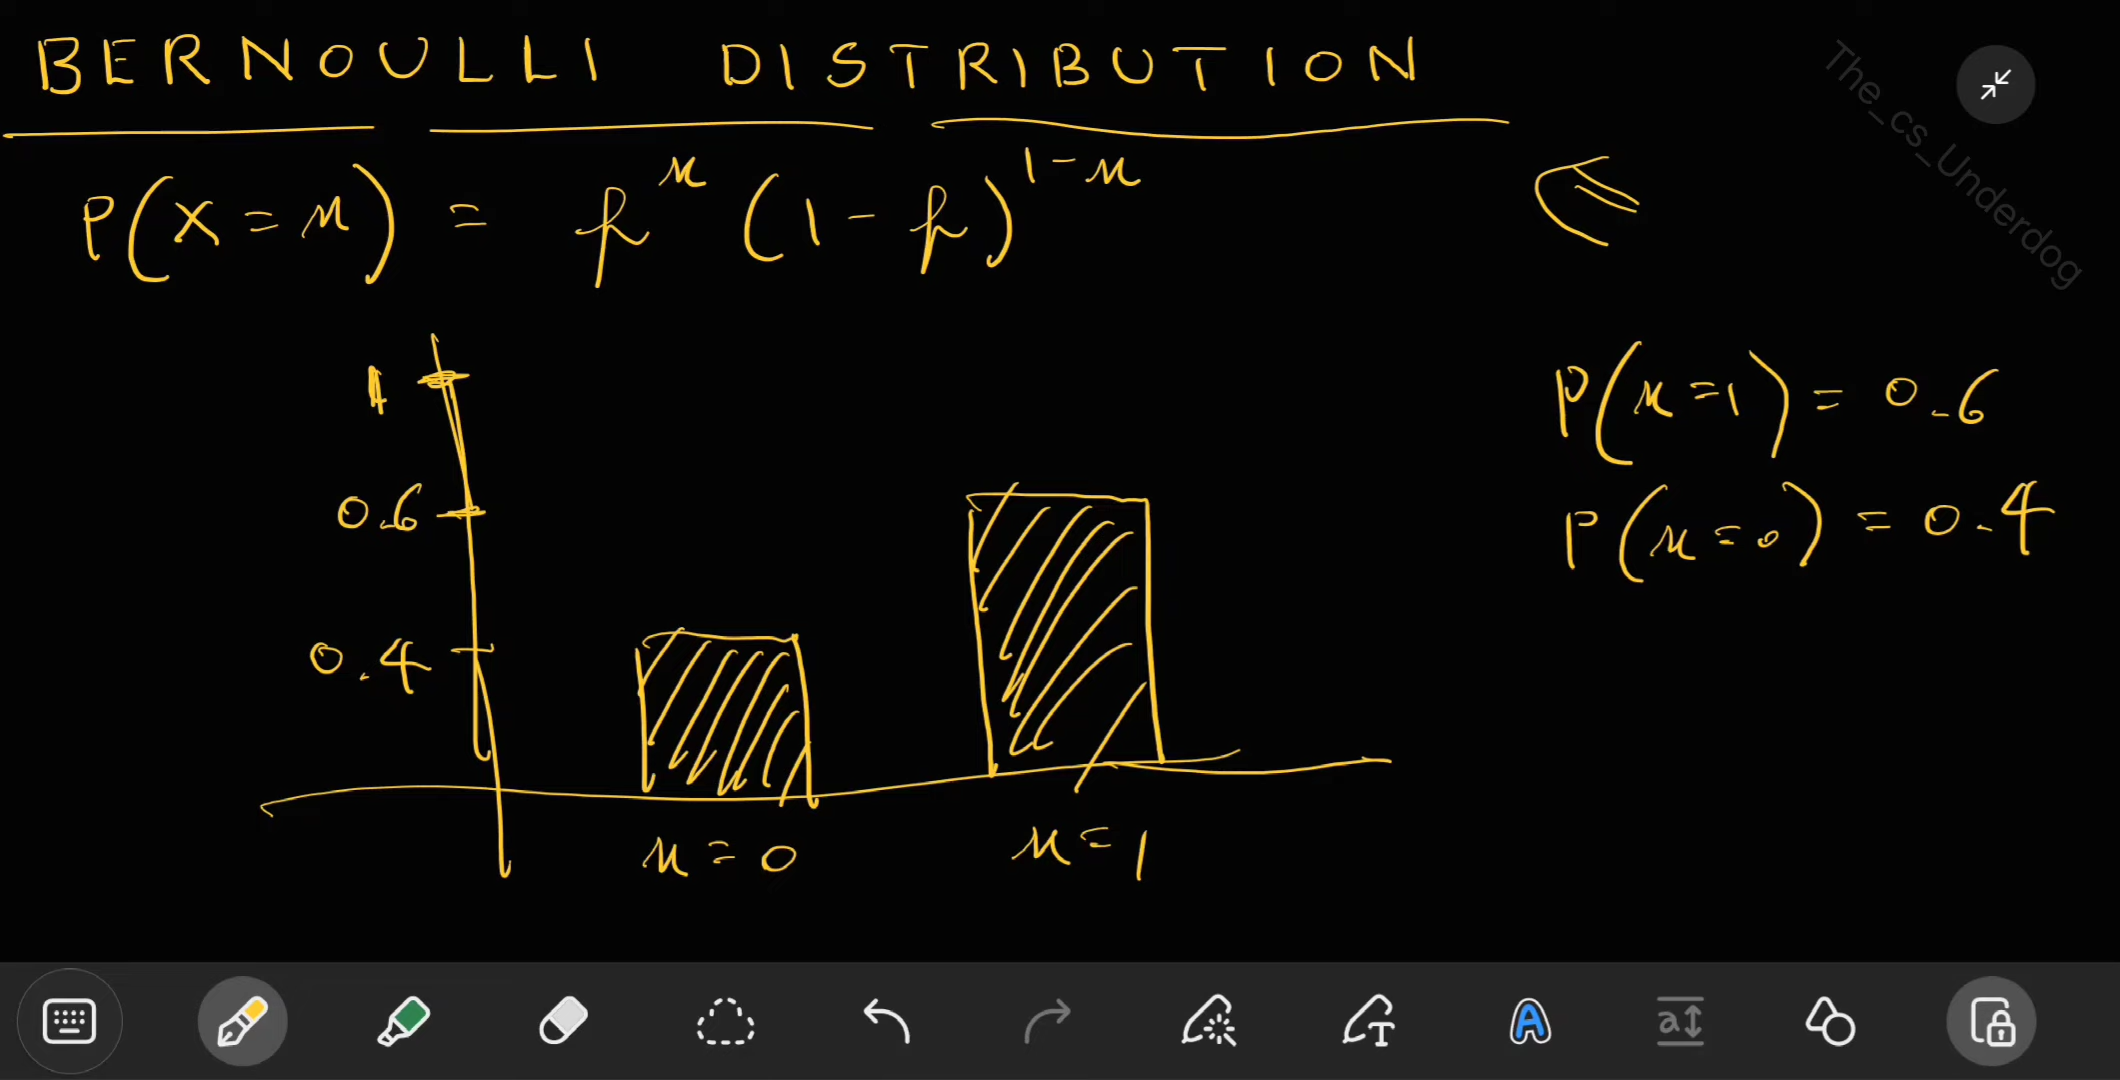 BERNOULLI DISTRIBUTION
The_cs_Underdog
P(X=x) = p^x (1-p)^{1-x}
1
P(x=1) = 0.6
0.6
P(x=0) = 0.4
0.4
x=0
x=1
A
a
T